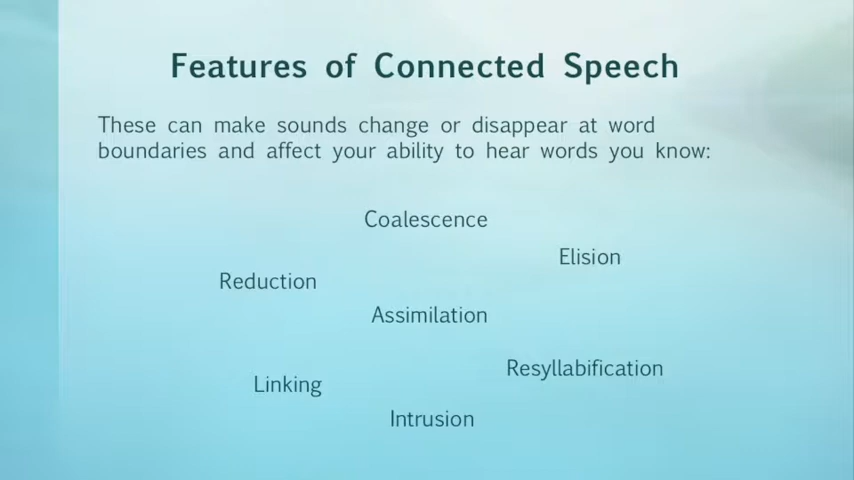 Features of Connected Speech
These can make sounds change or disappear at word
boundaries and affect your ability to hear words you know:
Coalescence
Elision
Reduction
Assimilation
Resyllabification
Linking
Intrusion